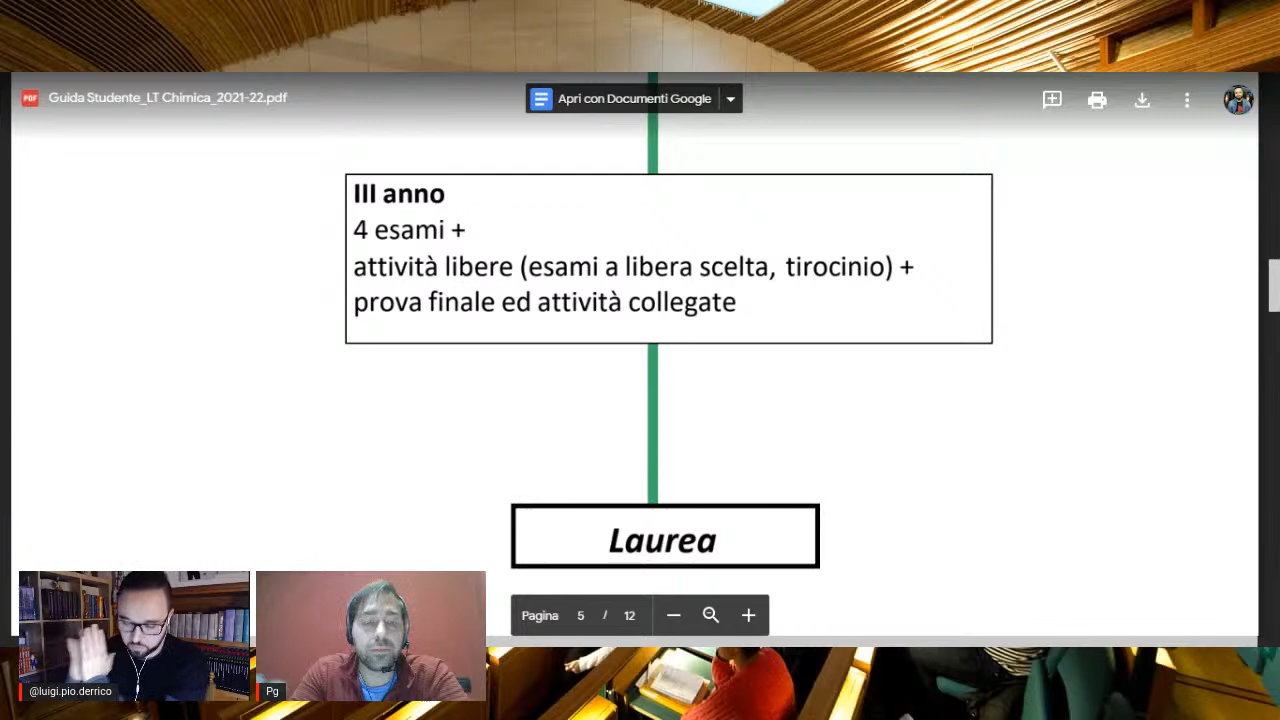 PDF Guida Studente_LT Chimica_2021-22.pdf
Apri con Documenti Google
III anno
4 esami +
attività libere (esami a libera scelta, tirocinio) +
prova finale ed attività collegate
Laurea
Pagina 5 / 12
@luigi.pio.derrico
Pg